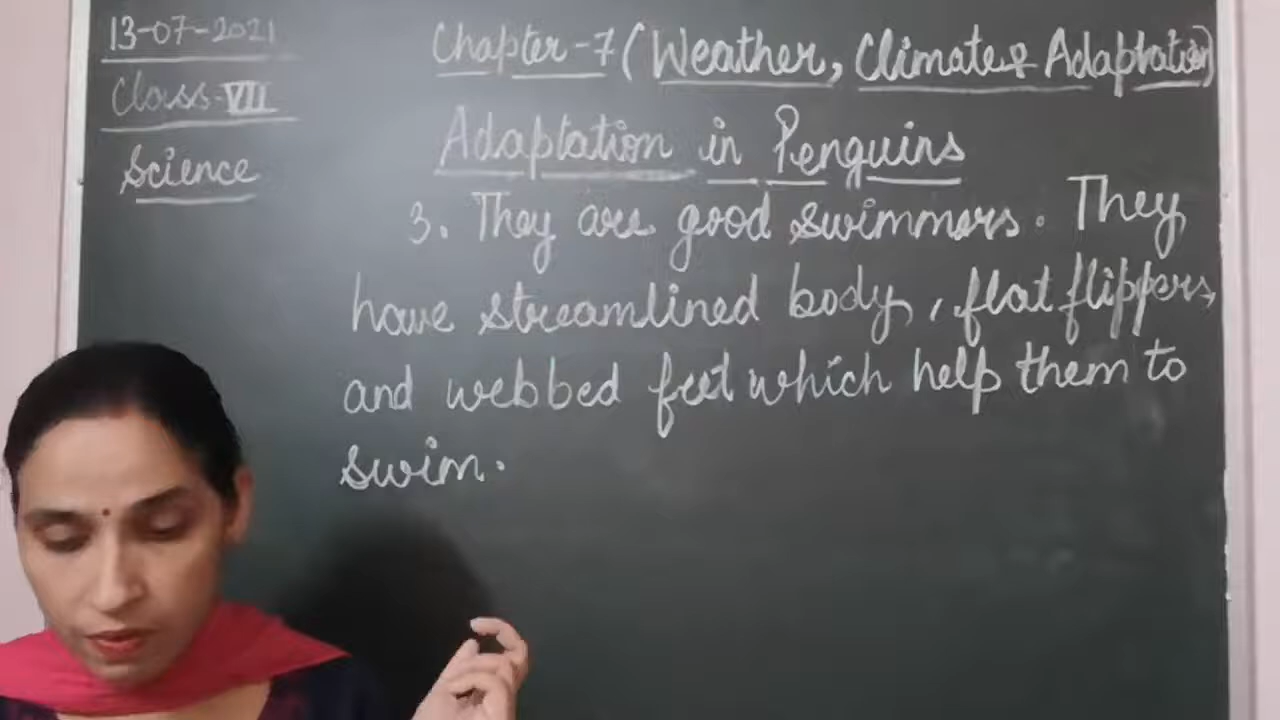 13-07-2021
Class-VII
Science
Chapter-7 (Weather, Climate & Adaptation)
Adaptation in Penguins
3. They are good swimmers. They
have streamlined body, flat flippers,
and webbed feet which help them to
swim.